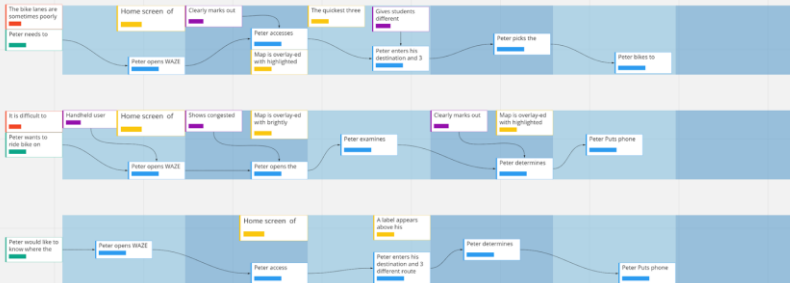 The bike lanes are
sometimes poorly
Peter needs to
Home screen of
Clearly marks out
Peter opens WAZE
Peter accesses
Map is overlay-ed
with highlighted
The quickest three
Gives students
different
Peter enters his
destination and 3
Peter picks the
Peter bikes to
It is difficult to
Peter wants to
ride bike on
Handheld user
Home screen of
Peter opens WAZE
Shows congested
Map is overlay-ed
with brightly
Peter opens the
Peter examines
Clearly marks out
Map is overlay-ed
with highlighted
Peter determines
Peter Puts phone
Peter would like to
know where the
Peter opens WAZE
Home screen of
Peter access
A label appears
above his
Peter enters his
destination and 3
different route
Peter determines
Peter Puts phone